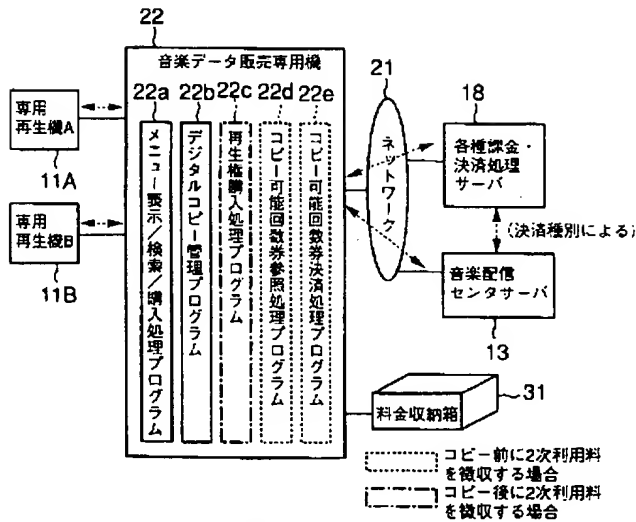 22
音楽データ販売専用機
22a
22b
22c
22d
22e
メニュー表示/検索/購入処理プログラム
デジタルコピー管理プログラム
再生権購入処理プログラム
コピー可能回数券参照処理プログラム
コピー可能回数券決済処理プログラム
専用
再生機A
11A
専用
再生機B
11B
21
ネットワーク
18
各種課金・
決済処理
サーバ
(決済種別による)
音楽配信
センタサーバ
13
31
料金収納箱
コピー前に2次利用料
を徴収する場合
コピー後に2次利用料
を徴収する場合